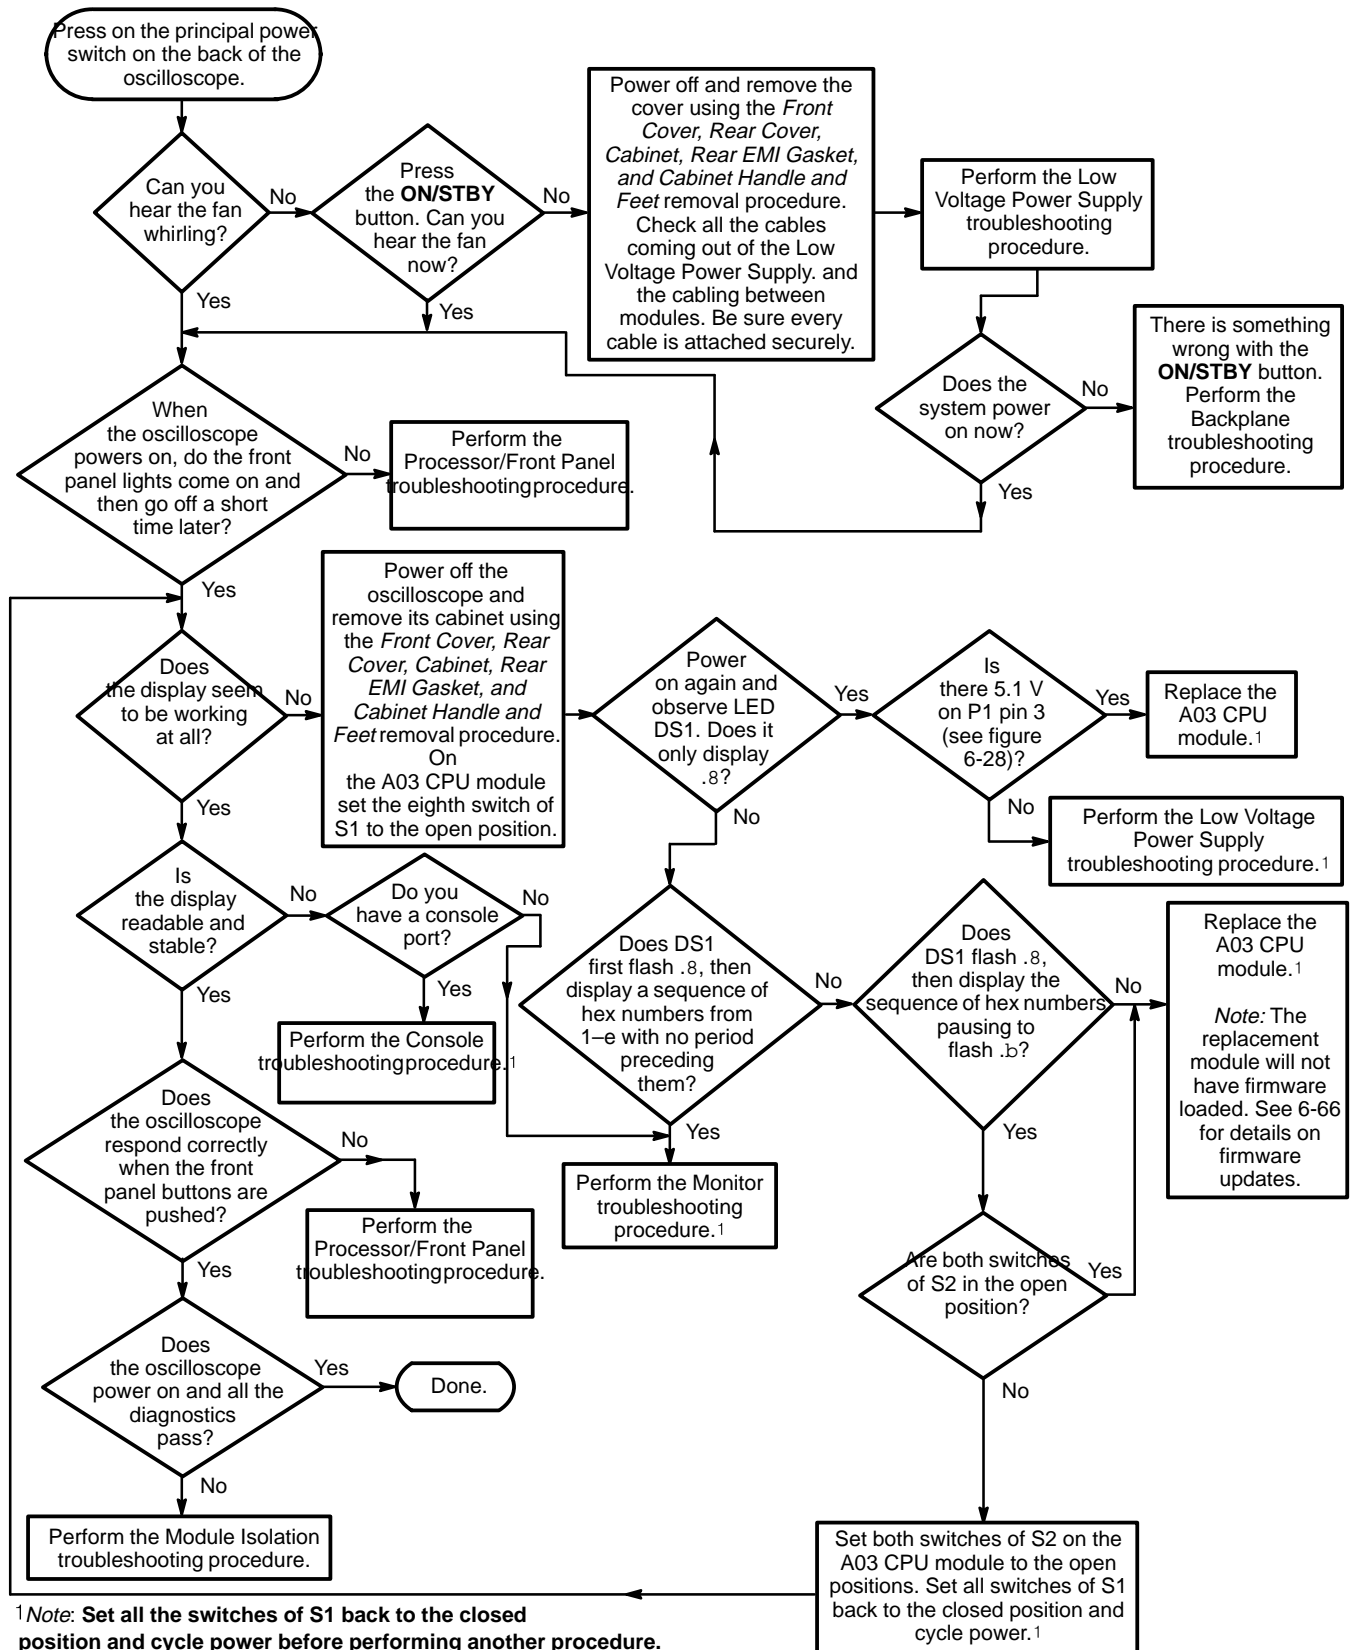 Press on the principal power
switch on the back of the
oscilloscope.
Can you
hear the fan
whirling?
No
Yes
Press
the ON/STBY
button. Can you
hear the fan
now?
No
Yes
Power off and remove the
cover using the Front
Cover, Rear Cover,
Cabinet, Rear EMI Gasket,
and Cabinet Handle and
Feet removal procedure.
Check all the cables
coming out of the Low
Voltage Power Supply. and
the cabling between
modules. Be sure every
cable is attached securely.
Perform the Low
Voltage Power Supply
troubleshooting
procedure.
Does the
system power
on now?
No
Yes
There is something
wrong with the
ON/STBY button.
Perform the
Backplane
troubleshooting
procedure.
When
the oscilloscope
powers on, do the front
panel lights come on and
then go off a short
time later?
No
Yes
Perform the
Processor/Front Panel
troubleshooting procedure.
Does
the display seem
to be working
at all?
No
Yes
Power off the
oscilloscope and
remove its cabinet using
the Front Cover, Rear
Cover, Cabinet, Rear
EMI Gasket, and
Cabinet Handle and
Feet removal procedure.
On
the A03 CPU module
set the eighth switch of
S1 to the open position.
Power
on again and
observe LED
DS1. Does it
only display
.8?
Yes
No
Is
there 5.1 V
on P1 pin 3
(see figure
6-28)?
Yes
No
Replace the
A03 CPU
module.1
Perform the Low Voltage
Power Supply
troubleshooting procedure.1
Is
the display
readable and
stable?
No
Yes
Do you
have a console
port?
No
Yes
Perform the Console
troubleshooting procedure.1
Does DS1
first flash .8, then
display a sequence of
hex numbers from
1–e with no period
preceding
them?
No
Yes
Does
DS1 flash .8,
then display the
sequence of hex numbers
pausing to
flash .b?
No
Yes
Replace the
A03 CPU
module.1
Note: The
replacement
module will not
have firmware
loaded. See 6-66
for details on
firmware
updates.
Does
the oscilloscope
respond correctly
when the front
panel buttons are
pushed?
No
Yes
Perform the
Processor/Front Panel
troubleshooting procedure.
Perform the Monitor
troubleshooting
procedure.1
Are both switches
of S2 in the open
position?
Yes
No
Does
the oscilloscope
power on and all the
diagnostics
pass?
Yes
No
Done.
Perform the Module Isolation
troubleshooting procedure.
Set both switches of S2 on the
A03 CPU module to the open
positions. Set all switches of S1
back to the closed position and
cycle power.1
1Note: Set all the switches of S1 back to the closed
position and cycle power before performing another procedure.